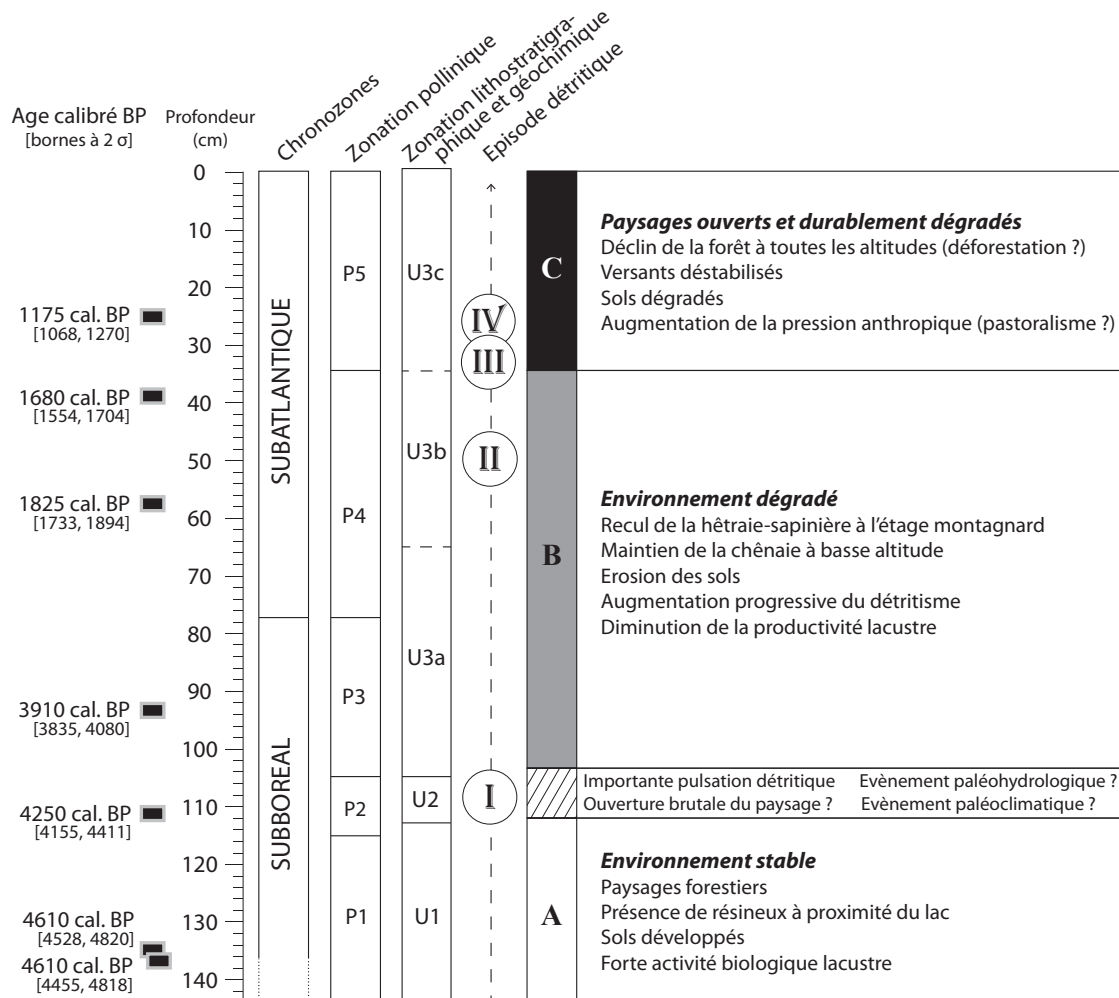 Age calibré BP
[bornes à 2 σ]
Profondeur
(cm)
Chronozones
Zonation pollinique
Zonation lithostratigra-
phique et géochimique
Episode détritique
0
10
20
30
40
50
60
70
80
90
100
110
120
130
140
1175 cal. BP
[1068, 1270]
1680 cal. BP
[1554, 1704]
1825 cal. BP
[1733, 1894]
3910 cal. BP
[3835, 4080]
4250 cal. BP
[4155, 4411]
4610 cal. BP
[4528, 4820]
4610 cal. BP
[4455, 4818]
SUBATLANTIQUE
SUBBOREAL
P5
P4
P3
P2
P1
U3c
U3b
U3a
U2
U1
IV
III
II
I
C
Paysages ouverts et durablement dégradés
Déclin de la forêt à toutes les altitudes (déforestation ?)
Versants déstabilisés
Sols dégradés
Augmentation de la pression anthropique (pastoralisme ?)
B
Environnement dégradé
Recul de la hêtraie-sapinière à l'étage montagnard
Maintien de la chênaie à basse altitude
Erosion des sols
Augmentation progressive du détritisme
Diminution de la productivité lacustre
Importante pulsation détritique Evènement paléohydrologique ?
Ouverture brutale du paysage ? Evènement paléoclimatique ?
A
Environnement stable
Paysages forestiers
Présence de résineux à proximité du lac
Sols développés
Forte activité biologique lacustre